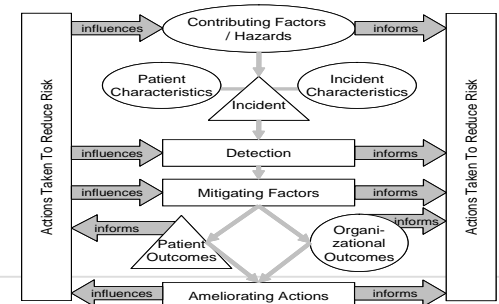 influences
Contributing Factors
/ Hazards
informs
Actions Taken To Reduce Risk
Patient
Characteristics
Incident
Characteristics
Incident
Actions Taken To Reduce Risk
influences
Detection
informs
influences
Mitigating Factors
informs
informs
Patient
Outcomes
Organi-
zational
Outcomes
informs
influences
Ameliorating Actions
informs